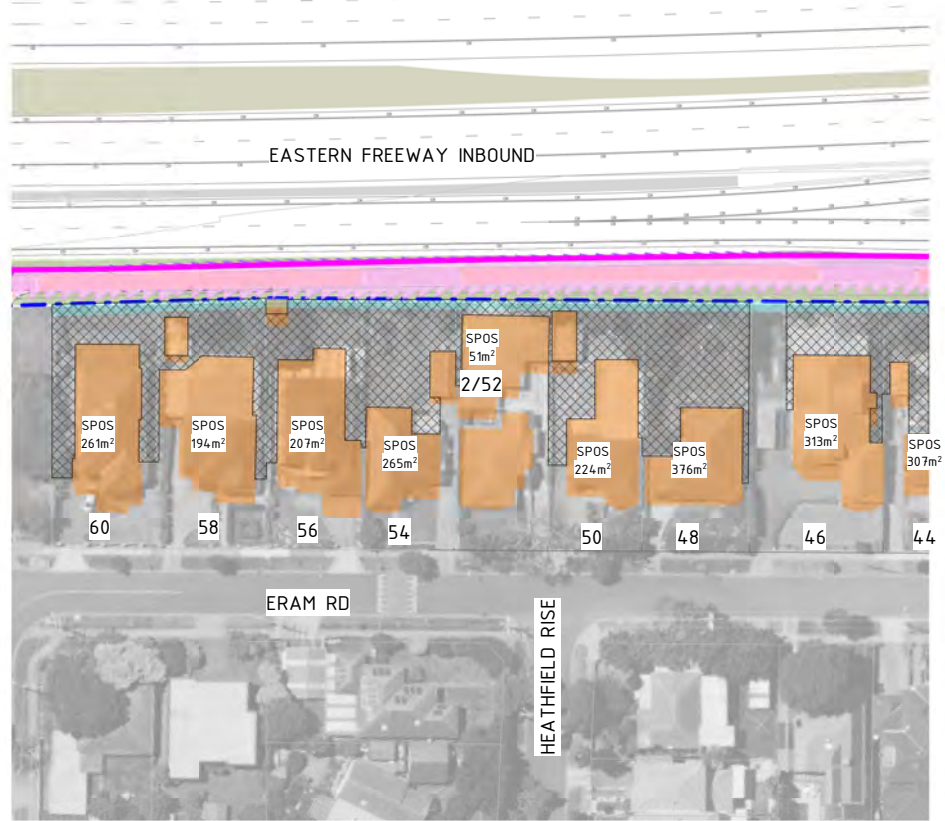 EASTERN FREEWAY INBOUND
SPOS
51m²
2/52
SPOS
261m²
SPOS
194m²
SPOS
207m²
SPOS
265m²
SPOS
224m²
SPOS
376m²
SPOS
313m²
SPOS
307m²
60
58
56
54
50
48
46
44
ERAM RD
HEATHFIELD RISE